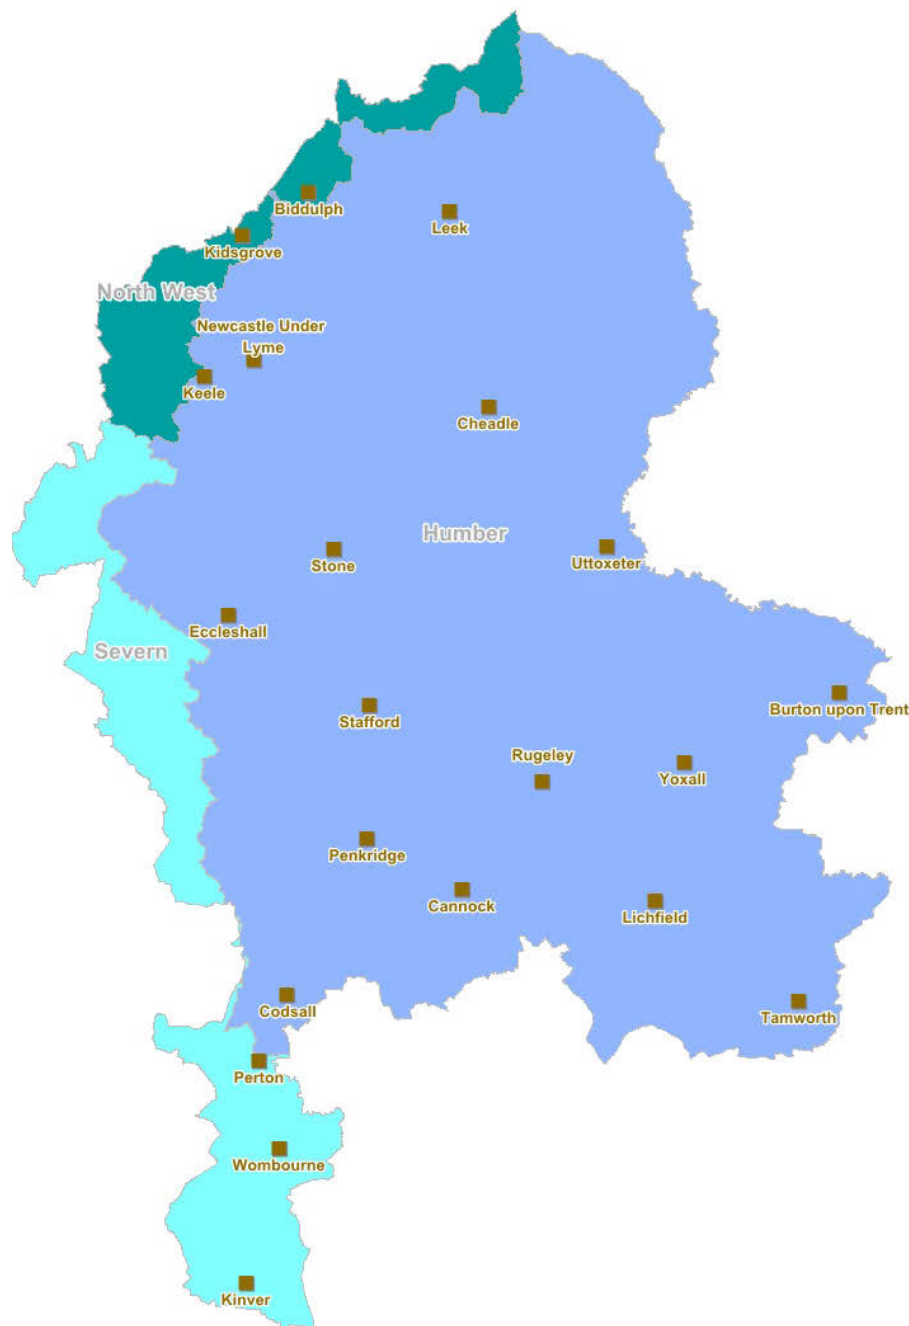 Biddulph
Leek
Kidsgrove
North West
Newcastle Under
Lyme
Keele
Cheadle
Humber
Stone
Uttoxeter
Eccleshall
Severn
Burton upon Trent
Stafford
Rugeley
Yoxall
Penkridge
Cannock
Lichfield
Codsall
Tamworth
Perton
Wombourne
Kinver